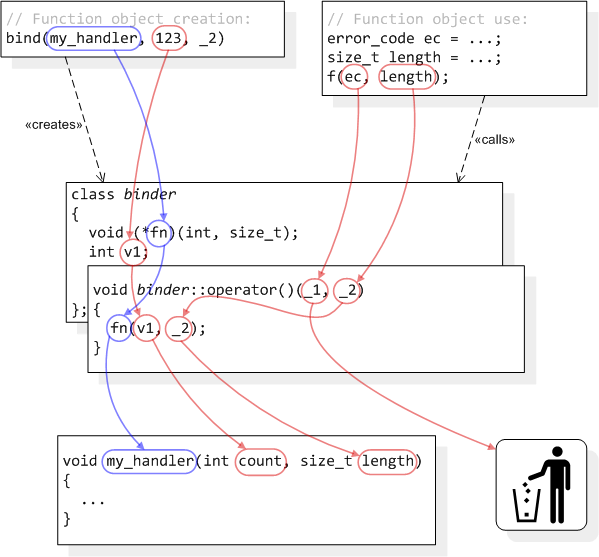 // Function object creation:
bind(my_handler, 123, _2)
// Function object use:
error_code ec = ...;
size_t length = ...;
f(ec, length);
«creates»
«calls»
class binder
{
void (*fn)(int, size_t);
int v1;
void binder::operator()(_1, _2)
}; {
fn(v1, _2);
}
void my_handler(int count, size_t length)
{
...
}